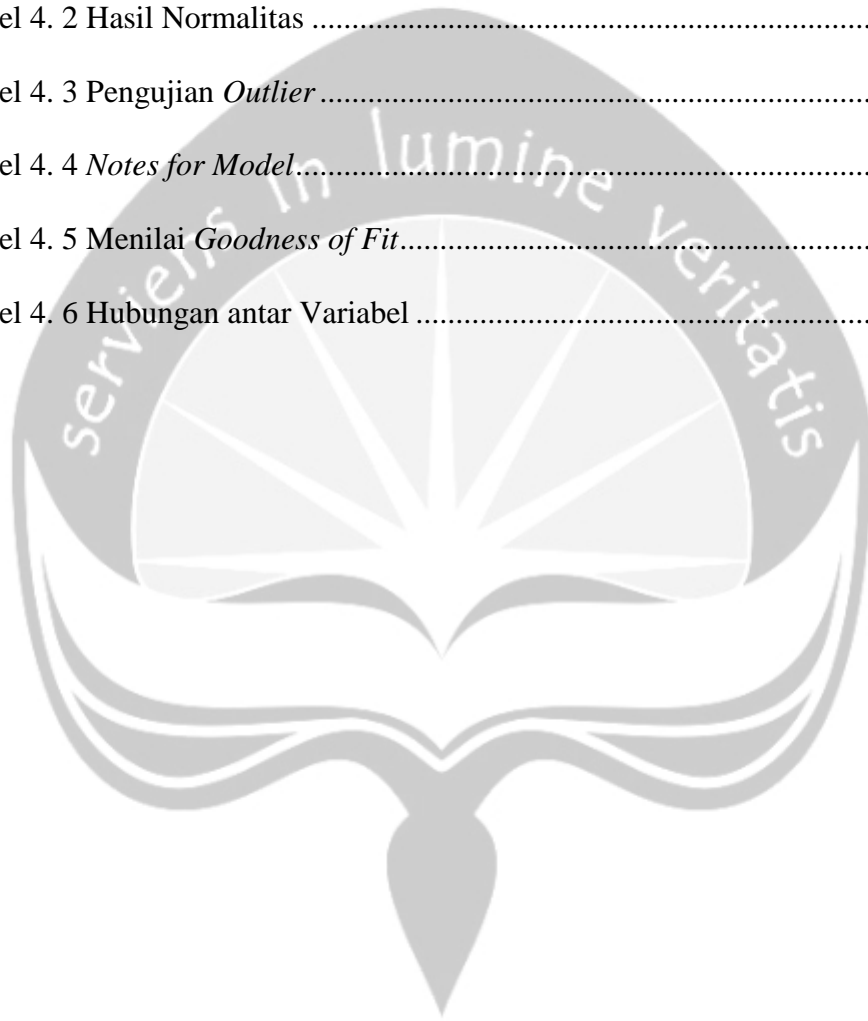 el 4. 2 Hasil Normalitas ........................................................................
el 4. 3 Pengujian Outlier ........................................................................
el 4. 4 Notes for Model ........................................................................
el 4. 5 Menilai Goodness of Fit ................................................................
el 4. 6 Hubungan antar Variabel ................................................................
serviens in lumine veritatis